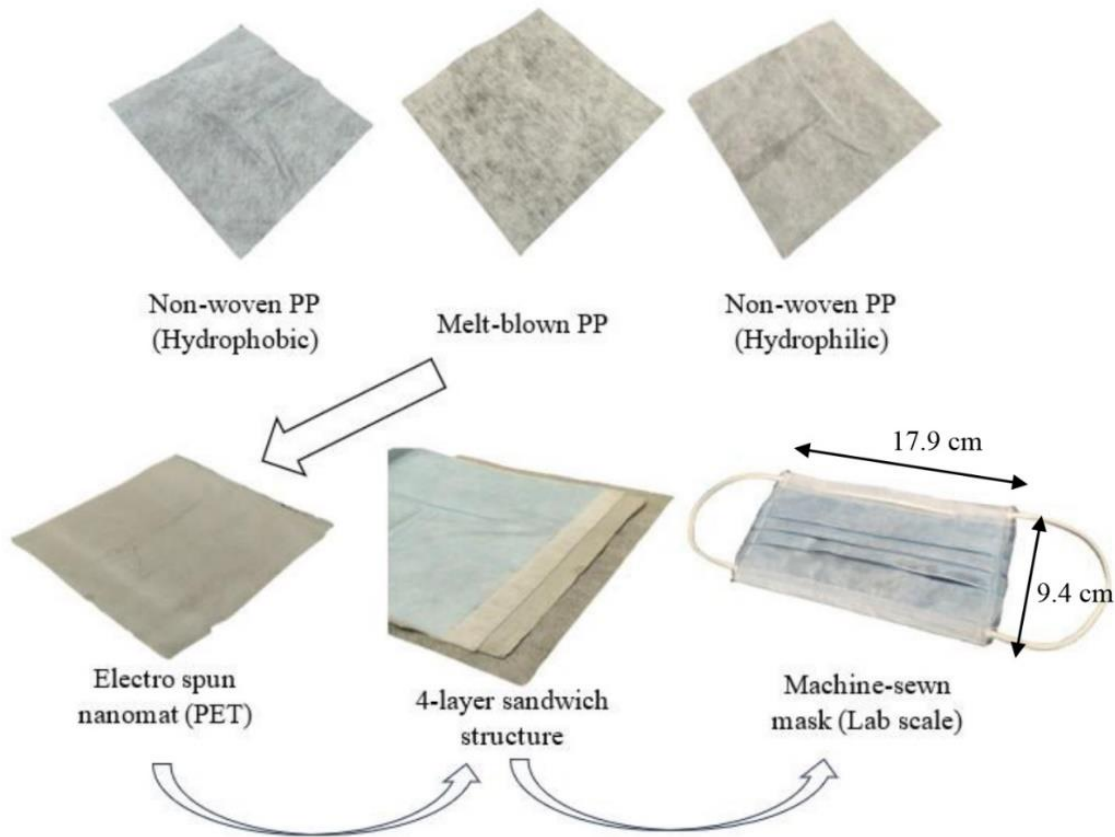 Non-woven PP
(Hydrophobic)
Melt-blown PP
Non-woven PP
(Hydrophilic)
17.9 cm
9.4 cm
Electro spun
nanomat (PET)
4-layer sandwich
structure
Machine-sewn
mask (Lab scale)